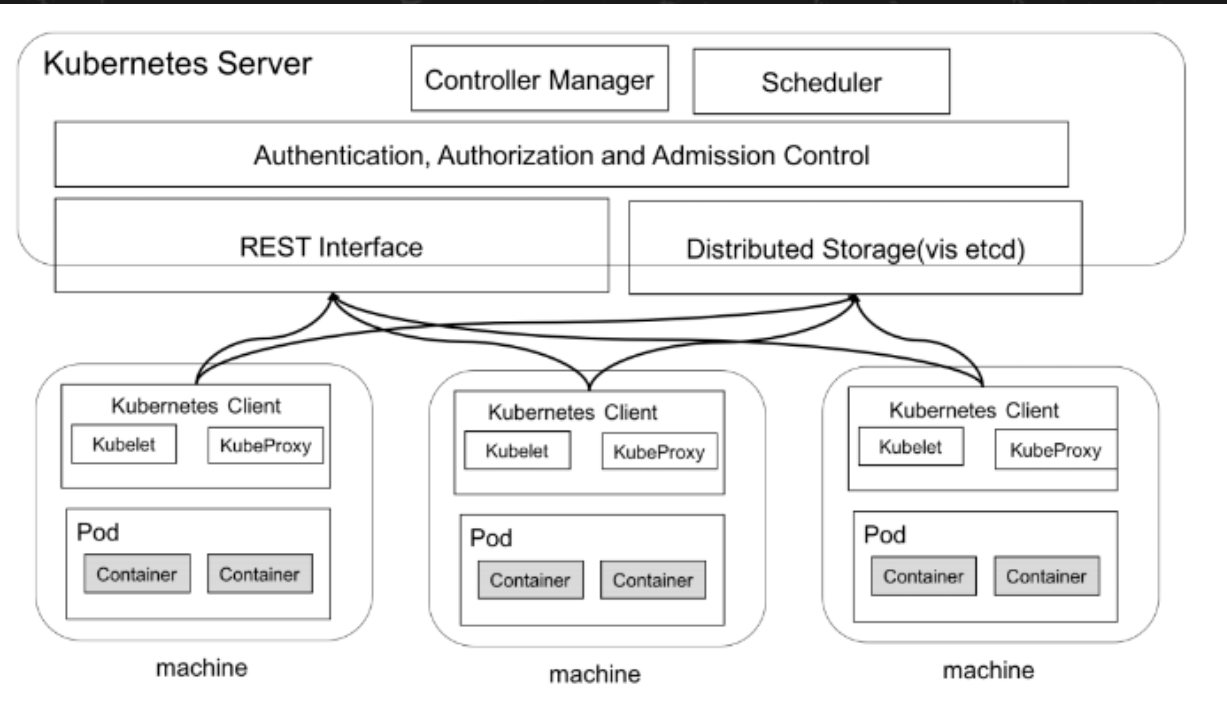 Kubernetes Server
Controller Manager
Scheduler
Authentication, Authorization and Admission Control
REST Interface
Distributed Storage(vis etcd)
Kubernetes Client
Kubelet
KubeProxy
Pod
Container
Container
machine
Kubernetes Client
Kubelet
KubeProxy
Pod
Container
Container
machine
Kubernetes Client
Kubelet
KubeProxy
Pod
Container
Container
machine